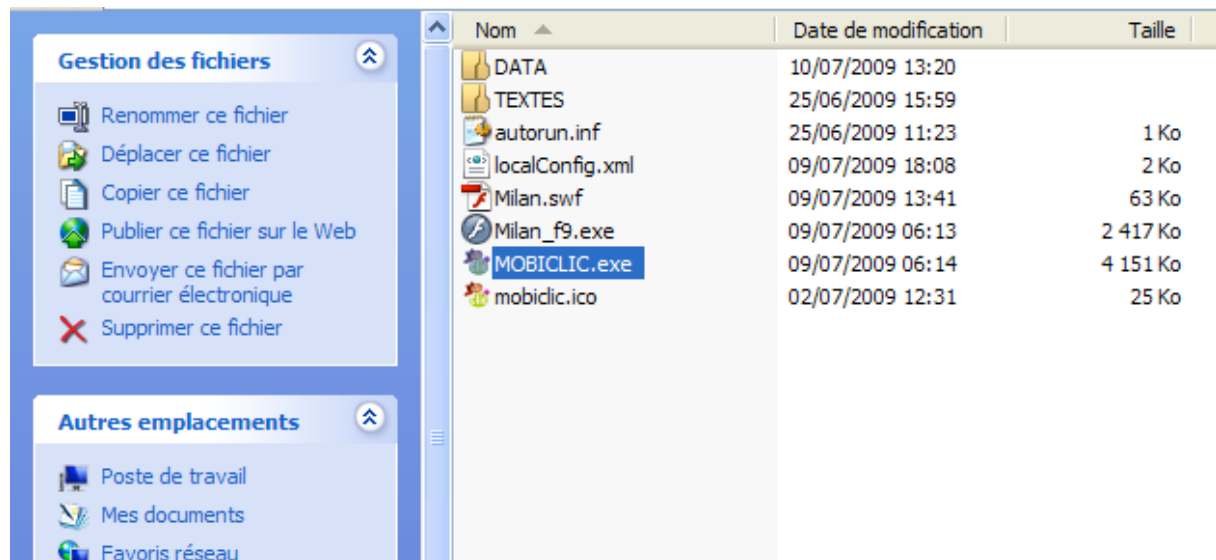 Nom Date de modification Taille
Gestion des fichiers
Renommer ce fichier
Déplacer ce fichier
Copier ce fichier
Publier ce fichier sur le Web
Envoyer ce fichier par
courrier électronique
Supprimer ce fichier
Autres emplacements
Poste de travail
Mes documents
Favoris réseau
DATA 10/07/2009 13:20
TEXTES 25/06/2009 15:59
autorun.inf 25/06/2009 11:23 1 Ko
localConfig.xml 09/07/2009 18:08 2 Ko
Milan.swf 09/07/2009 13:41 63 Ko
Milan_f9.exe 09/07/2009 06:13 2 417 Ko
MOBICLIC.exe 09/07/2009 06:14 4 151 Ko
mobiclic.ico 02/07/2009 12:31 25 Ko